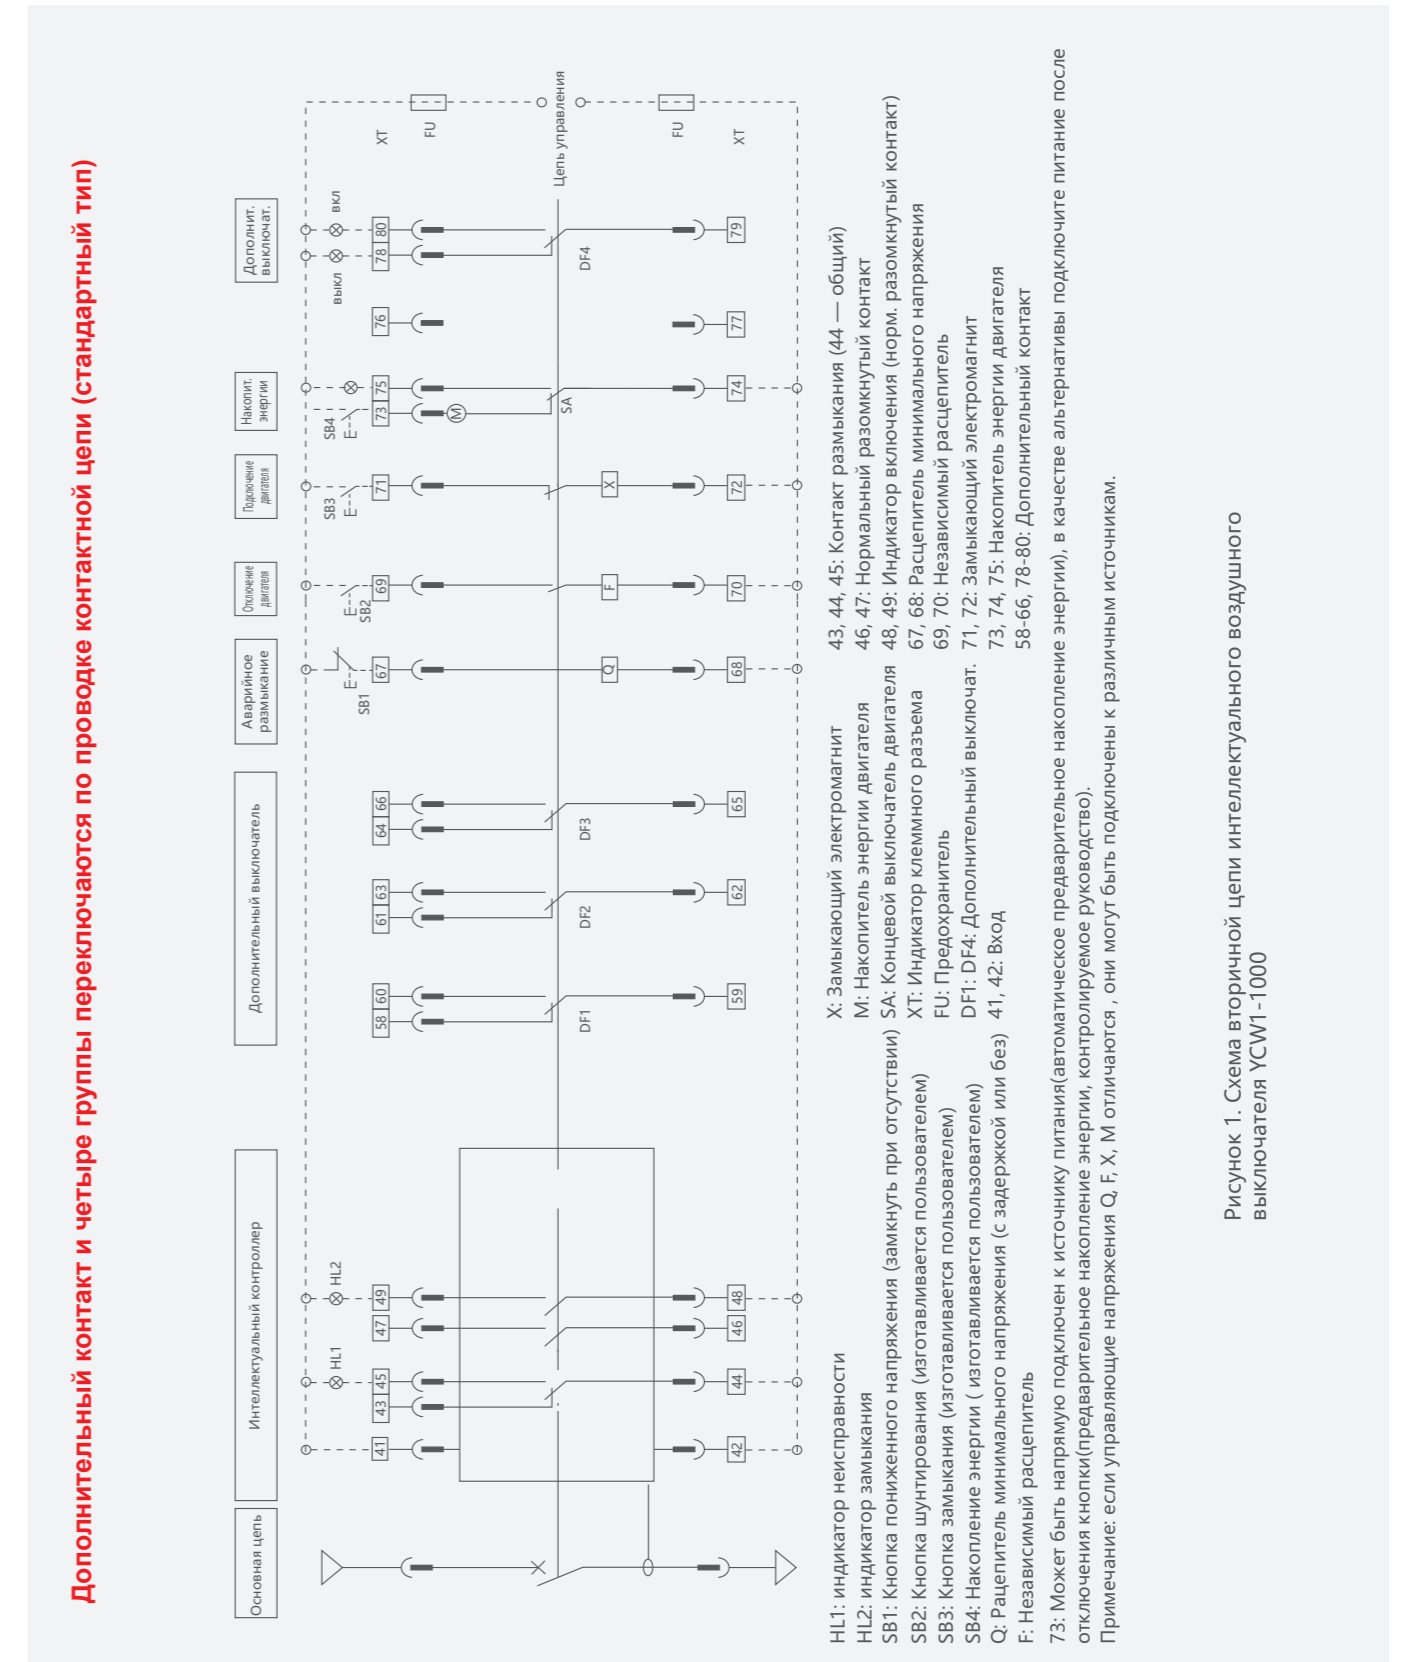 Дополнительный контакт и четыре группы переключаются по проводке контактной цепи (стандартный тип)
Основная цепь
Интеллектуальный контроллер
Дополнительный выключатель
Аварийное
размыкание
Отключение
двигателя
Подключение
двигателя
Накопит.
энергии
Дополнит.
выключат.
HL1
HL2
SB1
SB2
SB3
SB4
выкл
вкл
41
43
45
47
49
58
60
61
63
64
66
67
69
71
73
75
76
78
80
XT
FU
M
DF1
DF2
DF3
SA
DF4
Цепь управления
Q
F
X
FU
42
44
46
48
59
62
65
68
70
72
74
77
79
XT
HL1: индикатор неисправности
HL2: индикатор замыкания
SB1: Кнопка пониженного напряжения (замкнуть при отсутствии)
SB2: Кнопка шунтирования (изготавливается пользователем)
SB3: Кнопка замыкания (изготавливается пользователем)
SB4: Накопление энергии ( изготавливается пользователем)
Q: Рацепитель минимального напряжения (с задержкой или без)
F: Независимый расцепитель
X: Замыкающий электромагнит
M: Накопитель энергии двигателя
SA: Концевой выключатель двигателя
XT: Индикатор клеммного разъема
FU: Предохранитель
DF1: DF4: Дополнительный выключат.
41, 42: Вход
43, 44, 45: Контакт размыкания (44 — общий)
46, 47: Нормальный разомкнутый контакт
48, 49: Индикатор включения (норм. разомкнутый контакт)
67, 68: Расцепитель минимального напряжения
69, 70: Независимый расцепитель
71, 72: Замыкающий электромагнит
73, 74, 75: Накопитель энергии двигателя
58-66, 78-80: Дополнительный контакт
73: Может быть напрямую подключен к источнику питания(автоматическое предварительное накопление энергии), в качестве альтернативы подключите питание после
отключения кнопки(предварительное накопление энергии, контролируемое руководство).
Примечание: если управляющие напряжения Q, F, X, M отличаются , они могут быть подключены к различным источникам.
Рисунок 1. Схема вторичной цепи интеллектуального воздушного
выключателя YCW1-1000